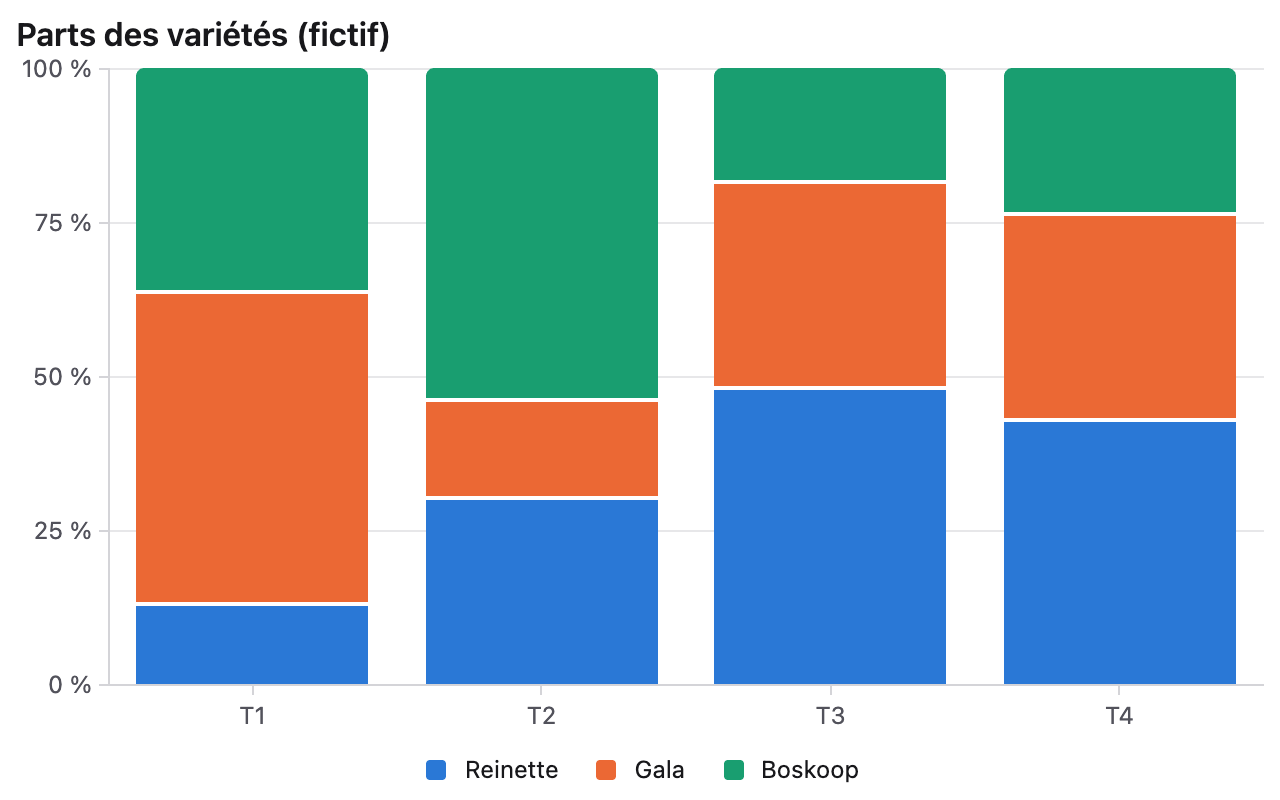 Parts des variétés (fictif)
100 %
75 %
50 %
25 %
0 %
T1 T2 T3 T4
Reinette Gala Boskoop